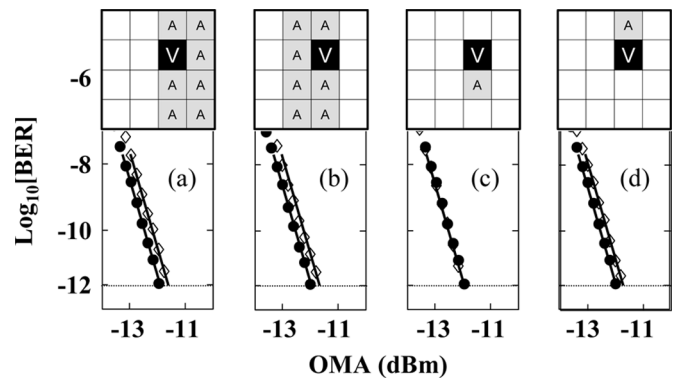 A A A A A
V A A V V V
-6 A A A A A
A A A A
-8 (a) (b) (c) (d)
Log10[BER]
-10
-12
-13 -11 -13 -11 -13 -11 -13 -11
OMA (dBm)